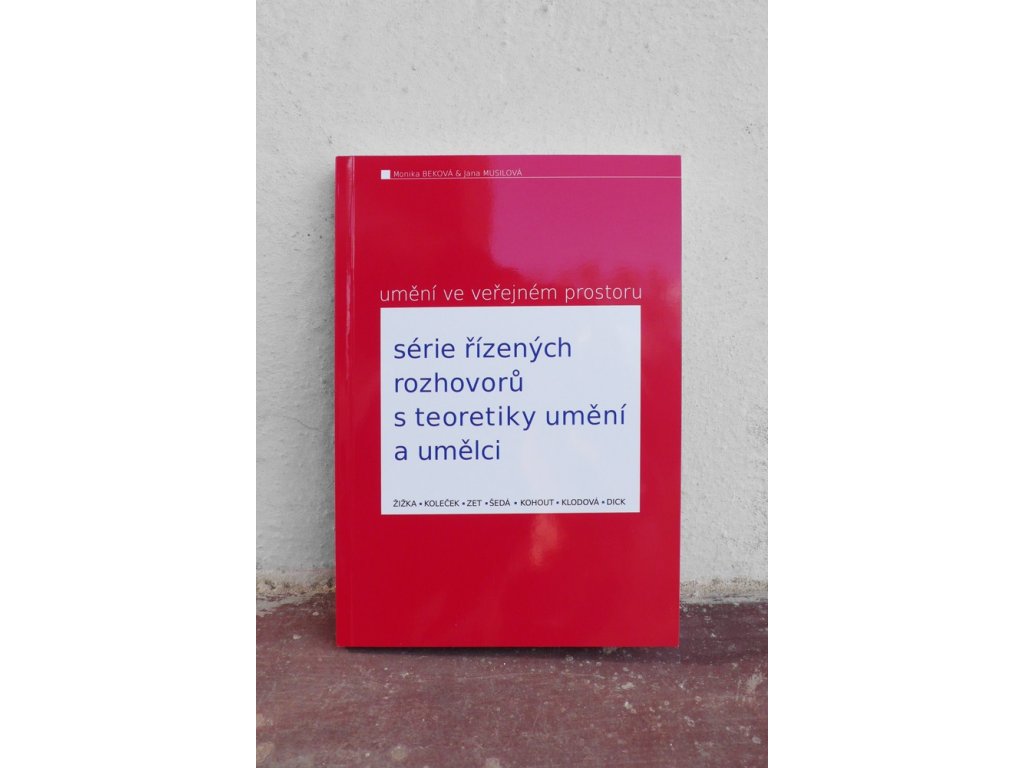 Monika BEKOVÁ & Jana MUSILOVÁ
umění ve veřejném prostoru
série řízených
rozhovorů
s teoretiky umění
a umělci
ŽIŽKA • KOLEČEK • ZET • ŠEDÁ • KOHOUT • KLODOVÁ • DICK